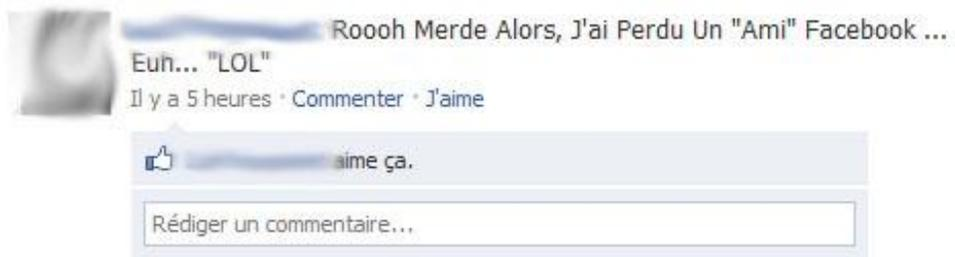 Roooh Merde Alors, J'ai Perdu Un "Ami" Facebook ...
Euh... "LOL"
Il y a 5 heures · Commenter · J'aime
aime ça.
Rédiger un commentaire...